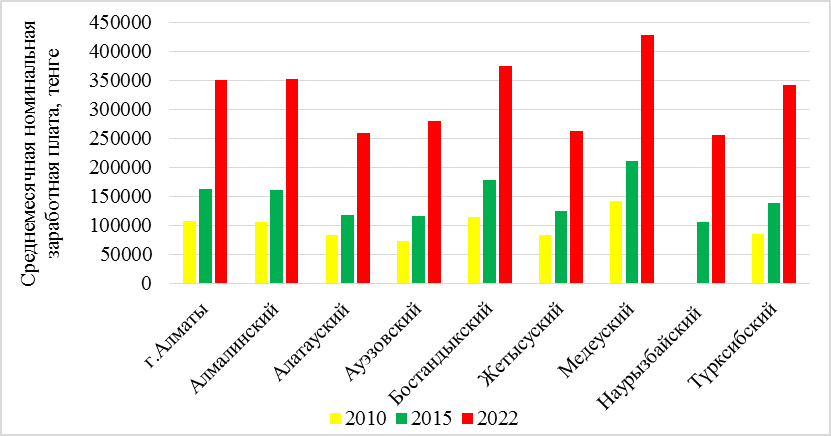 Среднемесячная номинальная
заработная плата, тенге
450000
400000
350000
300000
250000
200000
150000
100000
50000
0
г.Алматы
Алмалинский
Алатауский
Ауэзовский
Бостандыкский
Жетысуский
Медеуский
Наурызбайский
Түрксибский
2010 2015 2022